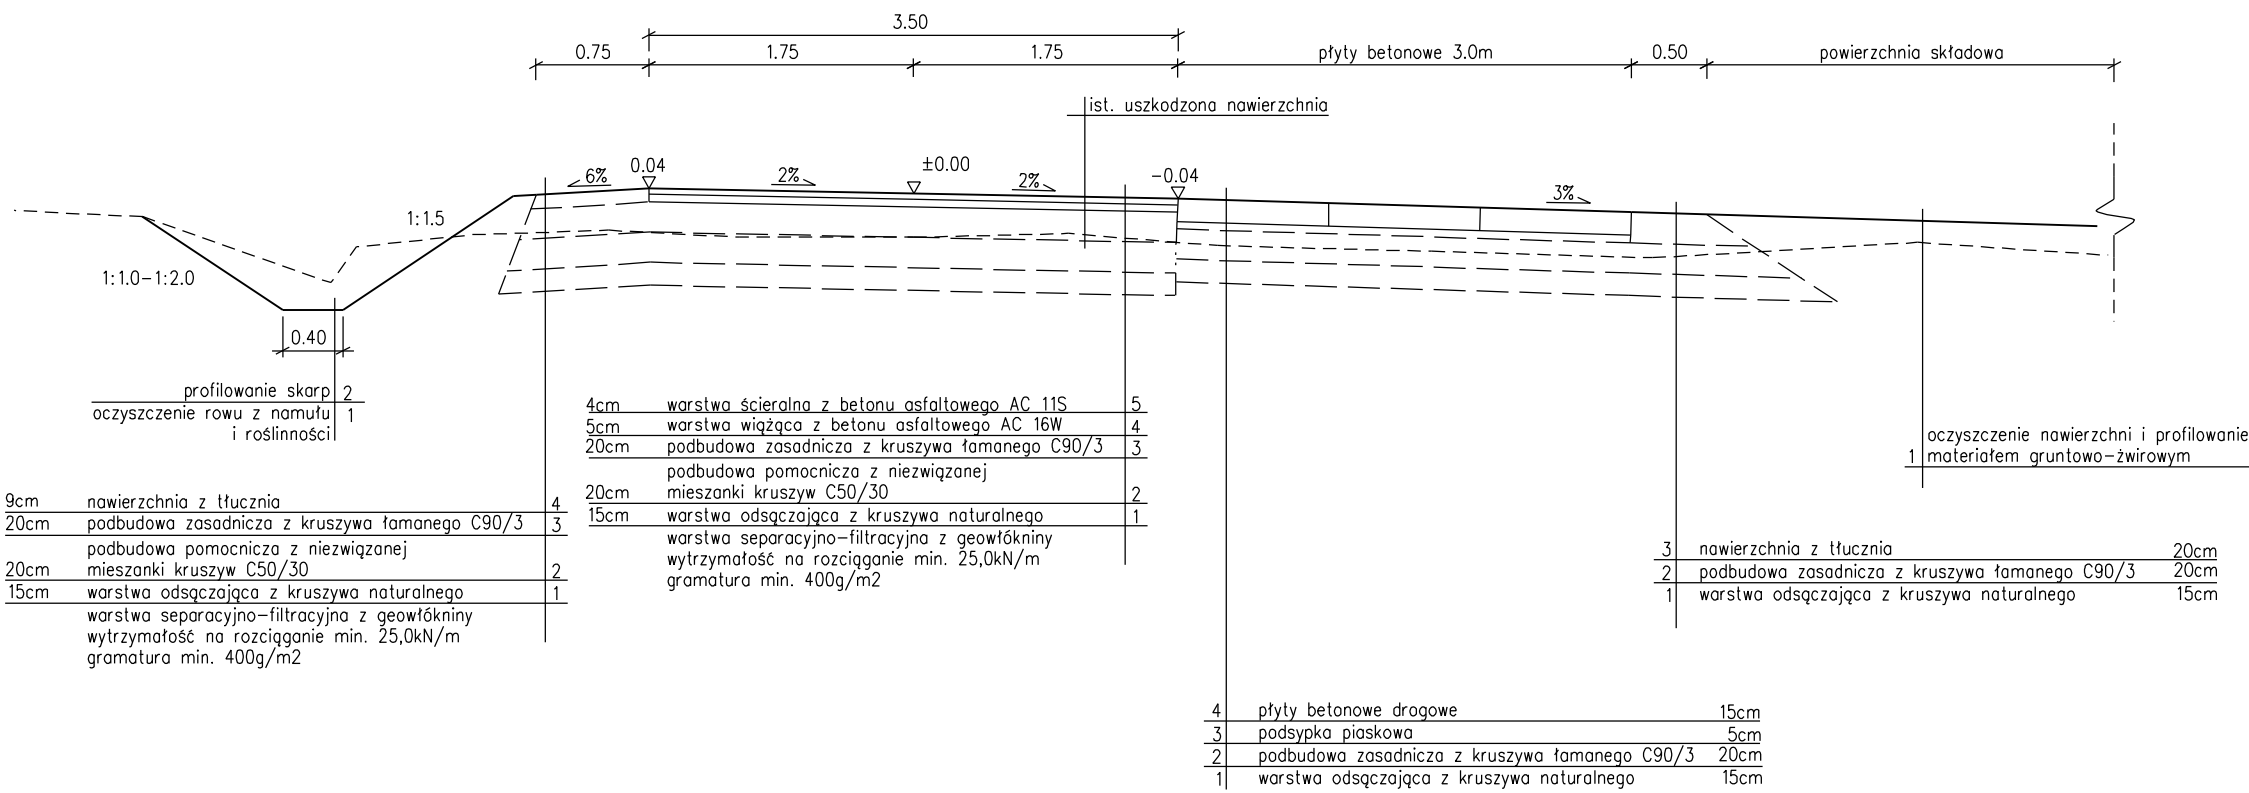 3.50
0.75 1.75 1.75 płyty betonowe 3.0m 0.50 powierzchnia składowa
ist. uszkodzona nawierzchnia
6% 0.04 2% ±0.00 2% -0.04 3%
1:1.5
1:1.0-1:2.0
0.40
profilowanie skarp 2
oczyszczenie rowu z namułu 1
i roślinności
9cm nawierzchnia z tłucznia 4
20cm podbudowa zasadnicza z kruszywa łamanego C90/3 3
podbudowa pomocnicza z niezwiązanej
20cm mieszanki kruszyw C50/30 2
15cm warstwa odsączająca z kruszywa naturalnego 1
warstwa separacyjno-filtracyjna z geowłókniny
wytrzymałość na rozciąganie min. 25,0kN/m
gramatura min. 400g/m2
4cm warstwa ścieralna z betonu asfaltowego AC 11S 5
5cm warstwa wiążąca z betonu asfaltowego AC 16W 4
20cm podbudowa zasadnicza z kruszywa łamanego C90/3 3
podbudowa pomocnicza z niezwiązanej
20cm mieszanki kruszyw C50/30 2
15cm warstwa odsączająca z kruszywa naturalnego 1
warstwa separacyjno-filtracyjna z geowłókniny
wytrzymałość na rozciąganie min. 25,0kN/m
gramatura min. 400g/m2
oczyszczenie nawierzchni i profilowanie
1 materiałem gruntowo-żwirowym
3 nawierzchnia z tłucznia 20cm
2 podbudowa zasadnicza z kruszywa łamanego C90/3 20cm
1 warstwa odsączająca z kruszywa naturalnego 15cm
4 płyty betonowe drogowe 15cm
3 podsypka piaskowa 5cm
2 podbudowa zasadnicza z kruszywa łamanego C90/3 20cm
1 warstwa odsączająca z kruszywa naturalnego 15cm